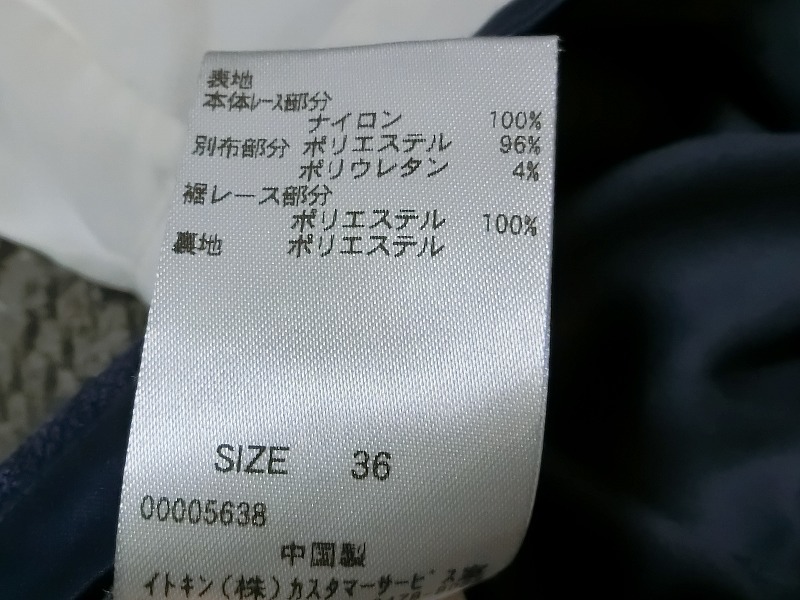 表地
本体レース部分
ナイロン 100%
別布部分 ポリエステル 96%
ポリウレタン 4%
裾レース部分
ポリエステル 100%
裏地 ポリエステル
SIZE 36
00005638
中国製
イトキン(株)カスタマーサービス